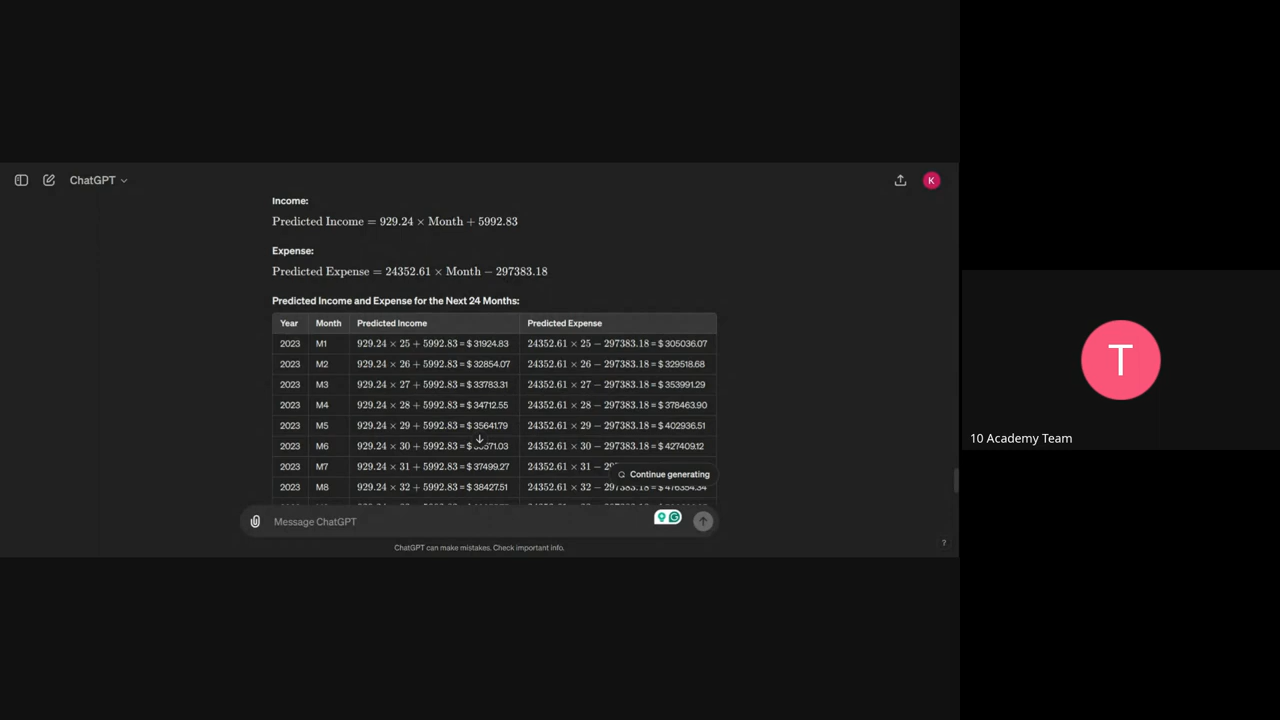 ChatGPT
K
Income:
Predicted Income = 929.24 × Month + 5992.83
Expense:
Predicted Expense = 24352.61 × Month − 297383.18
Predicted Income and Expense for the Next 24 Months:
Year Month Predicted Income Predicted Expense
2023 M1 929.24 × 25 + 5992.83 = $ 31924.83 24352.61 × 25 − 297383.18 = $ 305036.07
2023 M2 929.24 × 26 + 5992.83 = $ 32854.07 24352.61 × 26 − 297383.18 = $ 329518.68
2023 M3 929.24 × 27 + 5992.83 = $ 33783.31 24352.61 × 27 − 297383.18 = $ 353991.29
2023 M4 929.24 × 28 + 5992.83 = $ 34712.55 24352.61 × 28 − 297383.18 = $ 378463.90
2023 M5 929.24 × 29 + 5992.83 = $ 35641.79 24352.61 × 29 − 297383.18 = $ 402936.51
2023 M6 929.24 × 30 + 5992.83 = $ 24352.61 × 30 − 297383.18 = $ 427409.12
2023 M7 929.24 × 31 + 5992.83 = $ 37499.27 24352.61 × 31 −
Continue generating
2023 M8 929.24 × 32 + 5992.83 = $ 38427.51 24352.61 × 32 −
Message ChatGPT
ChatGPT can make mistakes. Check important info.
?
T
10 Academy Team